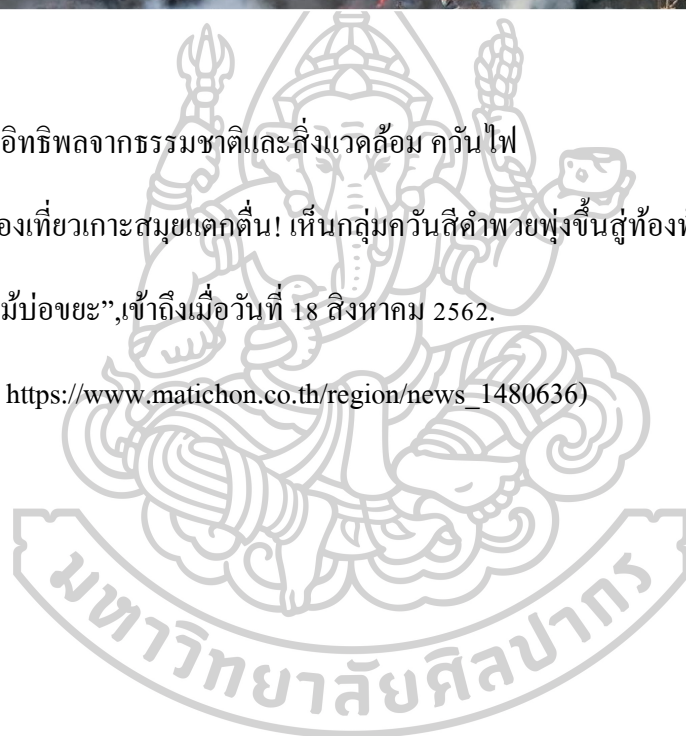 อิทธิพลจากธรรมชาติและสิ่งแวดล้อม ควันไฟ
องเที่ยวเกาะสมุยแตกตื่น! เห็นกลุ่มควันสีดำพวยพุ่งขึ้นสู่ท้อง
ม้บ่อขยะ”,เข้าถึงเมื่อวันที่ 18 สิงหาคม 2562.
https://www.matichon.co.th/region/news_1480636)
มหาวิทยาลัยศิลปากร